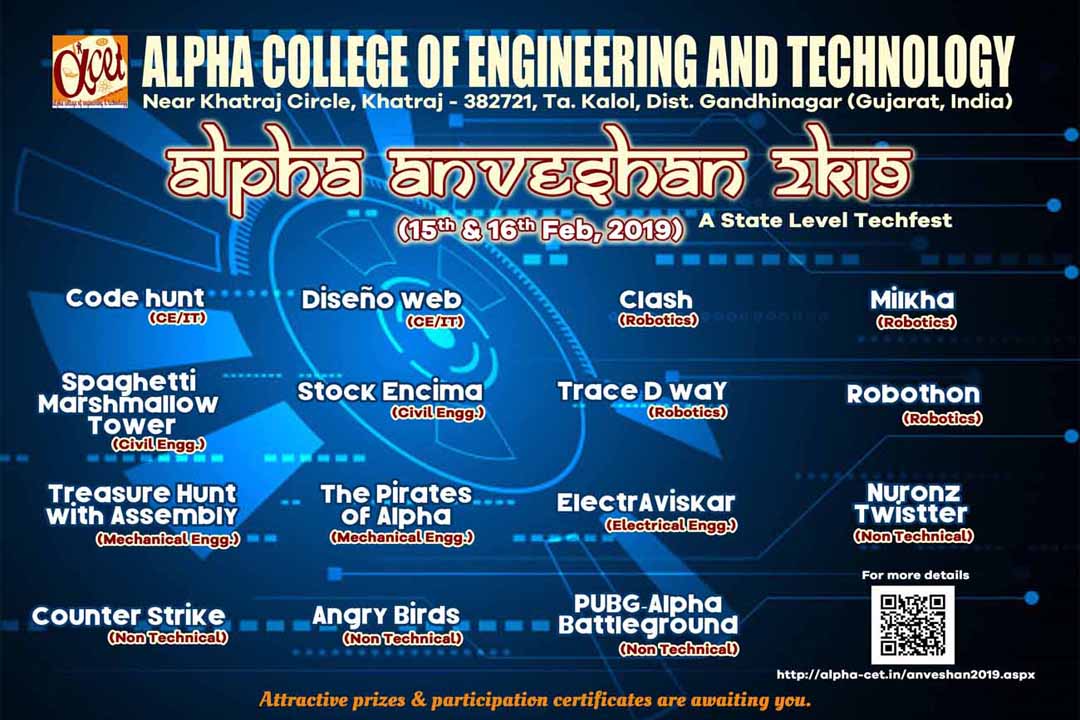 acet
ALPHA COLLEGE OF ENGINEERING AND TECHNOLOGY
Near Khatraj Circle, Khatraj - 382721, Ta. Kalol, Dist. Gandhinagar (Gujarat, India)
alpha anveshan 2k19
(15th & 16th Feb, 2019)
A State Level Techfest
Code hunt
(CE/IT)
Diseño web
(CE/IT)
Clash
(Robotics)
Milkha
(Robotics)
Spaghetti
Marshmallow
Tower
(Civil Engg.)
Stock Encima
(Civil Engg.)
Trace D waY
(Robotics)
Robothon
(Robotics)
Treasure Hunt
with Assembly
(Mechanical Engg.)
The Pirates
of Alpha
(Mechanical Engg.)
ElectrAviskar
(Electrical Engg.)
Nuronz
Twistter
(Non Technical)
Counter Strike
(Non Technical)
Angry Birds
(Non Technical)
PUBG-Alpha
Battleground
(Non Technical)
For more details
http://alpha-cet.in/anveshan2019.aspx
Attractive prizes & participation certificates are awaiting you.